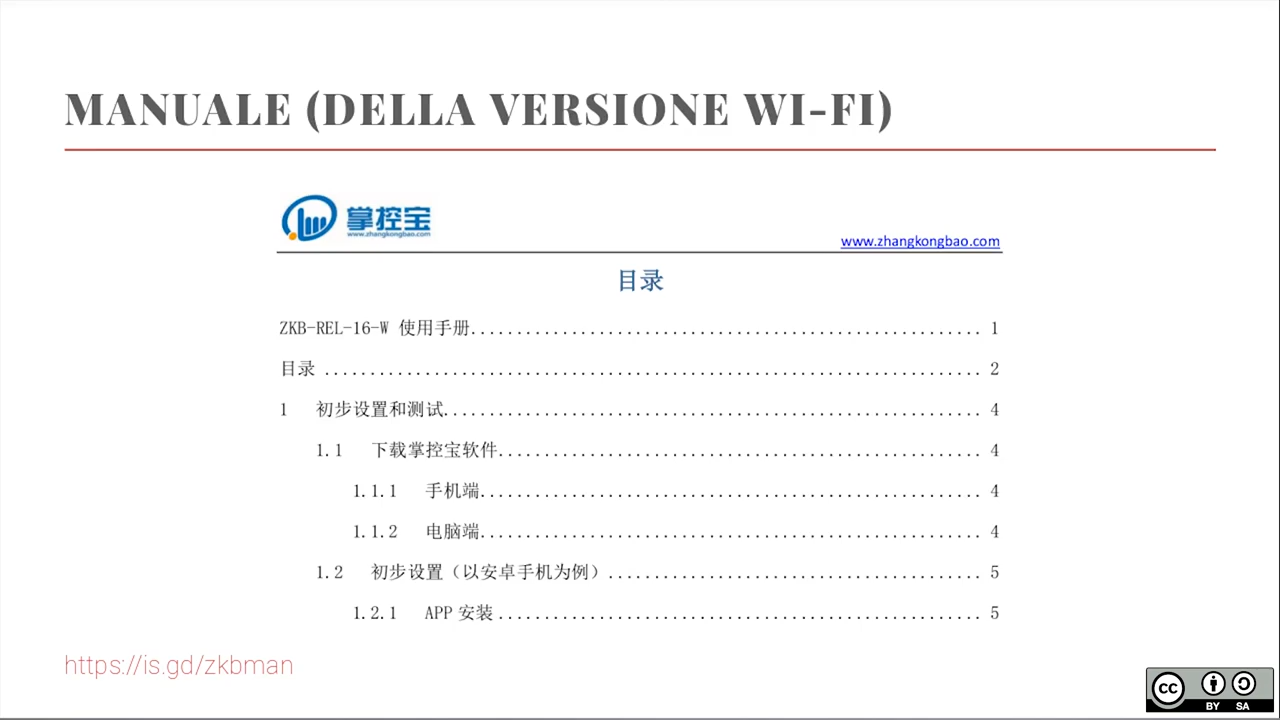 MANUALE (DELLA VERSIONE WI-FI)
掌控宝
www.zhangkongbao.com
www.zhangkongbao.com
目录
ZKB-REL-16-W 使用手册........................................................ 1
目录 ........................................................................ 2
1 初步设置和测试........................................................... 4
1.1 下载掌控宝软件..................................................... 4
1.1.1 手机端....................................................... 4
1.1.2 电脑端....................................................... 4
1.2 初步设置（以安卓手机为例）......................................... 5
1.2.1 APP 安装..................................................... 5
https://is.gd/zkbman
CC
BY SA